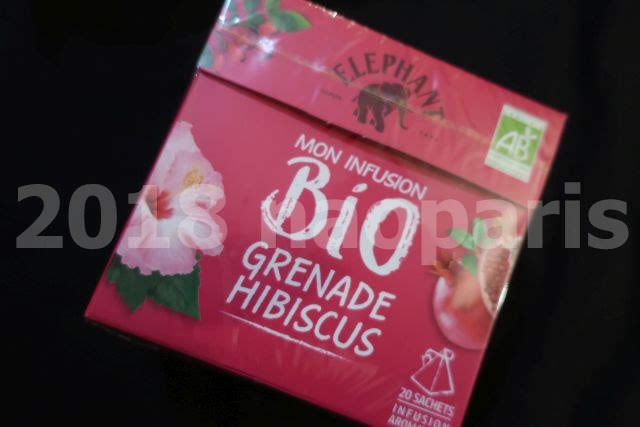 ELEPHANT
MON INFUSION
BiO
GRENADE
HIBISCUS
AB
20 SACHETS
INFUSION
2018 naoparis